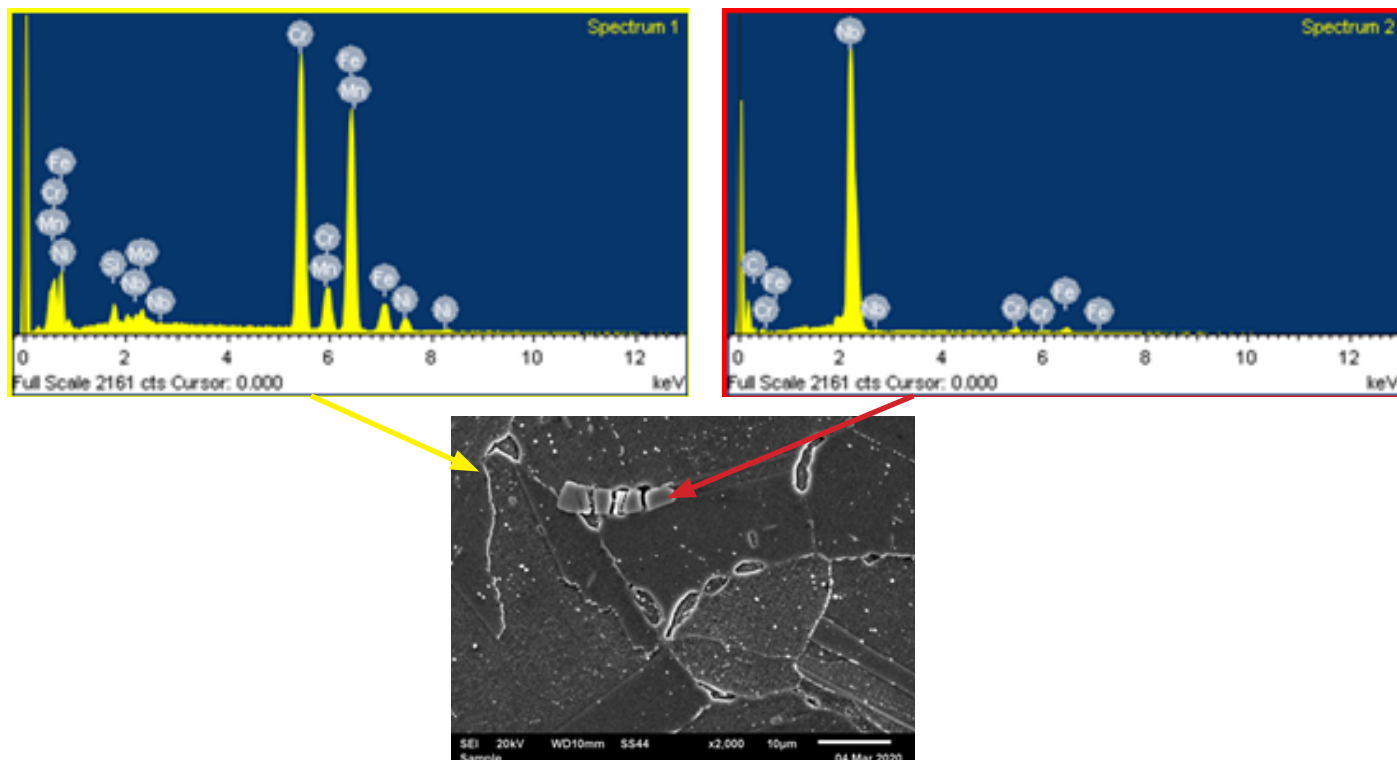 Spectrum 1
Cr
Fe
Mn
Fe
Cr
Mn
Ni
Si
Mo
Nb
Nb
Cr
Mn
Fe
Ni
Ni
0 2 4 6 8 10 12
Full Scale 2161 cts Cursor: 0.000 keV
Spectrum 2
Nb
C
Fe
Cr
Nb
Cr
Cr
Fe
Fe
0 2 4 6 8 10 12
Full Scale 2161 cts Cursor: 0.000 keV
SEI 20kV WD10mm SS44 x2,000 10µm
Sample 04 Mar 2020